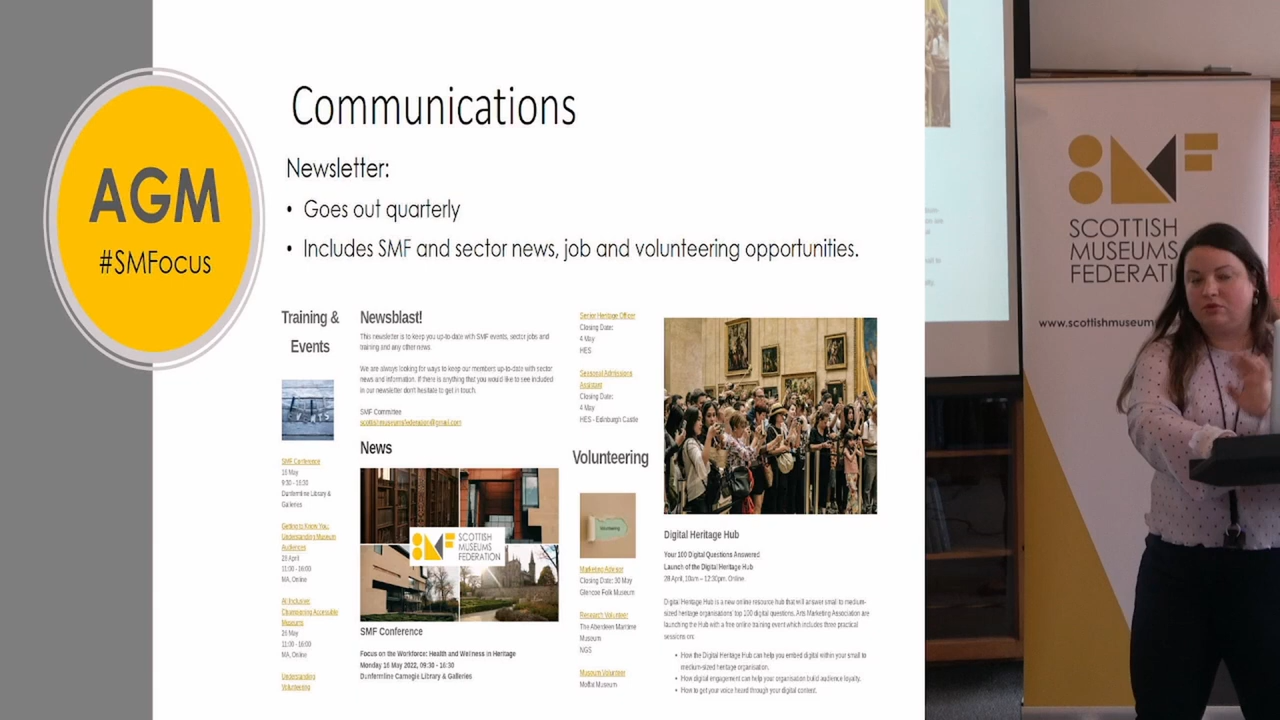 AGM
#SMFocus
Communications
Newsletter:
• Goes out quarterly
• Includes SMF and sector news, job and volunteering opportunities.
Training &
Events
SMF Conference
16 May
9:30 - 16:30
Dunfermline Library &
Galleries
Getting to Know You:
Understanding Museum
Audiences
28 April
11:00 - 16:00
MA, Online
All Inclusive:
Championing Accessible
Museums
26 May
11:00 - 16:00
MA, Online
Understanding
Volunteering
Newsblast!
This newsletter is to keep you up-to-date with SMF events, sector jobs and
training and any other news.
We are always looking for ways to keep our members up-to-date with sector
news and information. If there is anything that you would like to see included
in our newsletter don't hesitate to get in touch.
SMF Committee
scottishmuseumsfederation@gmail.com
News
SCOTTISH
MUSEUMS
FEDERATION
SMF Conference
Focus on the Workforce: Health and Wellness in Heritage
Monday 16 May 2022, 09:30 - 16:30
Dunfermline Carnegie Library & Galleries
Senior Heritage Officer
Closing Date:
4 May
HES
Seasonal Admissions
Assistant
Closing Date:
4 May
HES - Edinburgh Castle
Volunteering
Volunteering
Marketing Advisor
Closing Date: 30 May
Glencoe Folk Museum
Research Volunteer
The Aberdeen Maritime
Museum
NGS
Museum Volunteer
Moffat Museum
Digital Heritage Hub
Your 100 Digital Questions Answered
Launch of the Digital Heritage Hub
28 April, 10am – 12:30pm, Online
Digital Heritage Hub is a new online resource hub that will answer small to medium-
sized heritage organisations' top 100 digital questions. Arts Marketing Association are
launching the Hub with a free online training event which includes three practical
sessions on:
• How the Digital Heritage Hub can help you embed digital within your small to
medium-sized heritage organisation.
• How digital engagement can help your organisation build audience loyalty.
• How to get your voice heard through your digital content.
SMF
SCOTTISH
MUSEUMS
FEDERATI
www.scottishmuseum